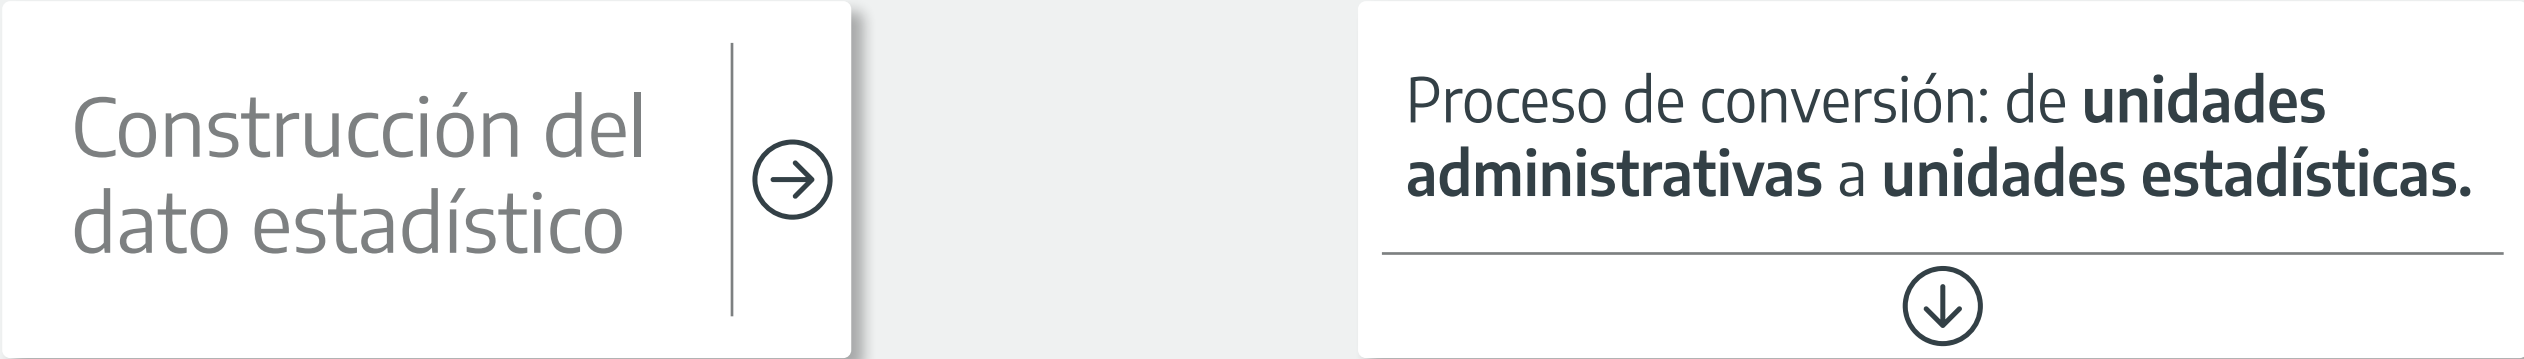 Construcción del
dato estadístico
Proceso de conversión: de unidades
administrativas a unidades estadísticas.